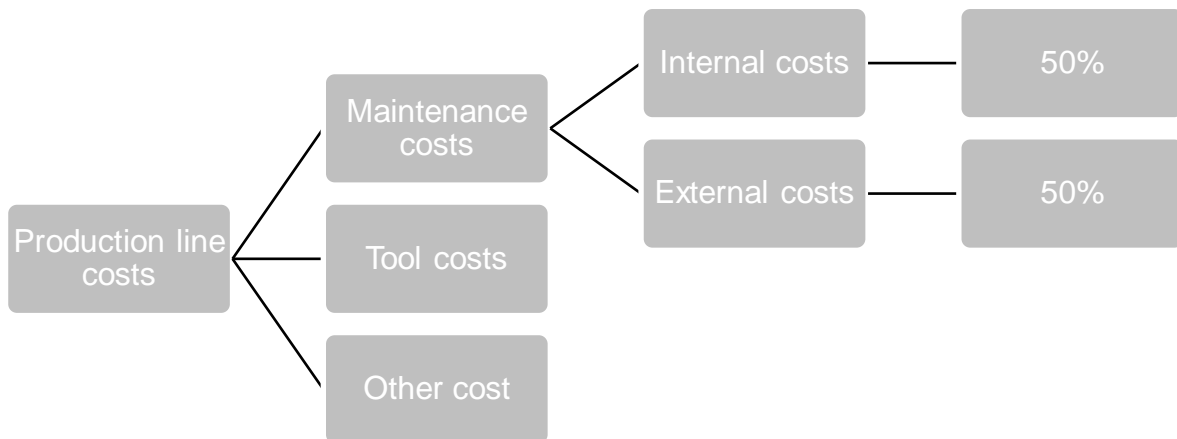 Production line
costs
Maintenance
costs
Tool costs
Other cost
Internal costs
External costs
50%
50%